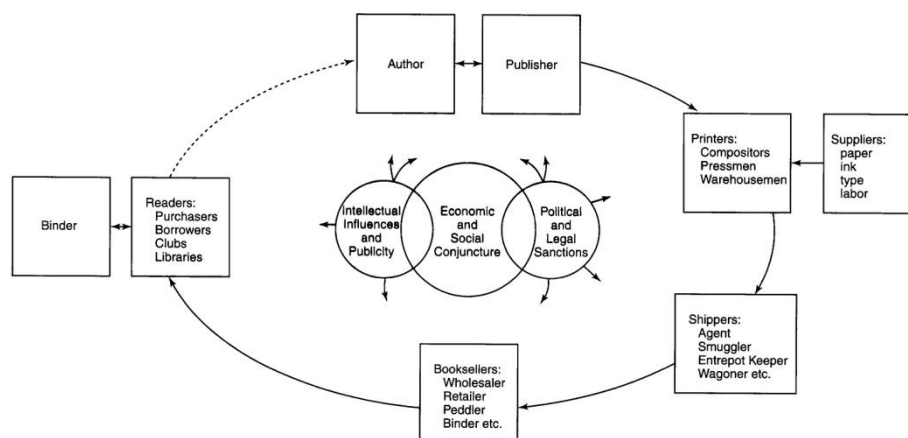 Author
Publisher
Printers:
Compositors
Pressmen
Warehousemen
Suppliers:
paper
ink
type
labor
Shippers:
Agent
Smuggler
Entrepot Keeper
Wagoner etc.
Booksellers:
Wholesaler
Retailer
Peddler
Binder etc.
Readers:
Purchasers
Borrowers
Clubs
Libraries
Binder
Intellectual
Influences
and
Publicity
Economic
and
Social
Conjuncture
Political
and
Legal
Sanctions